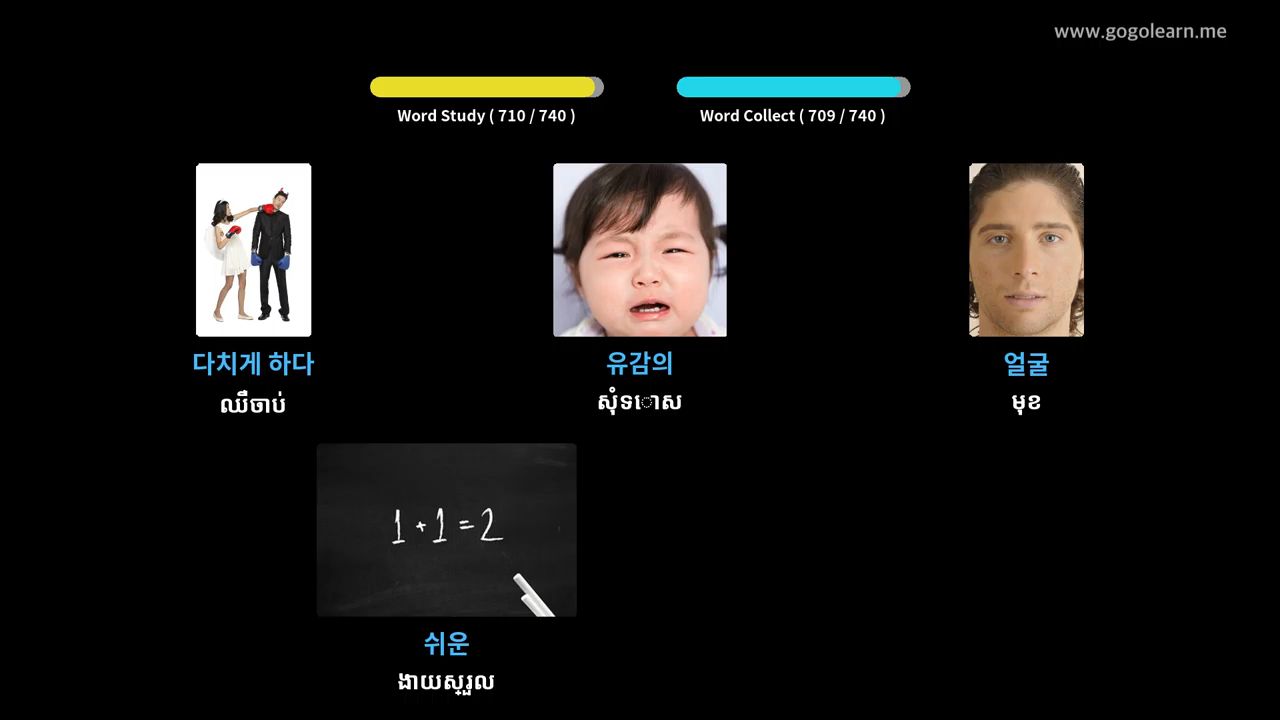 www.gogolearn.me
Word Study ( 710 / 740 )
Word Collect ( 709 / 740 )
다치게 하다
ឈឺចាប់
유감의
សុំទោស
얼굴
មុខ
1 + 1 = 2
쉬운
ងាយស្រួល